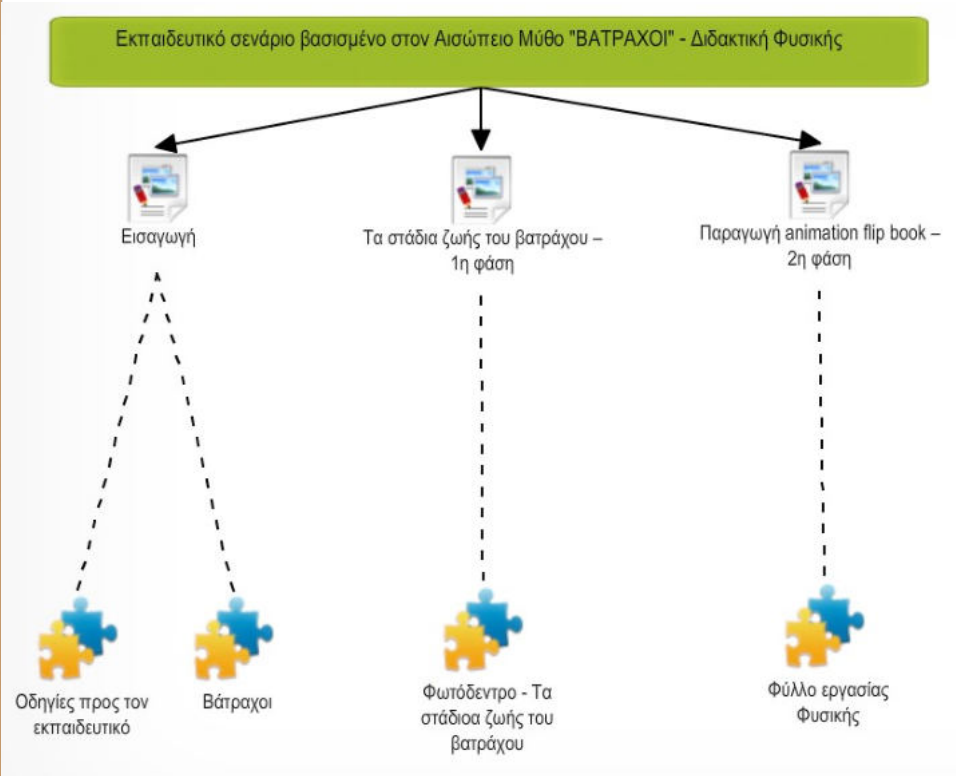 Εκπαιδευτικό σενάριο βασισμένο στον Αισώπειο Μύθο "ΒΑΤΡΑΧΟΙ" - Διδακτική Φυσικής
Εισαγωγή
Τα στάδια ζωής του βατράχου –
1η φάση
Παραγωγή animation flip book –
2η φάση
Οδηγίες προς τον
εκπαιδευτικό
Βάτραχοι
Φωτόδεντρο - Τα
στάδιοα ζωής του
βατράχου
Φύλλο εργασίας
Φυσικής